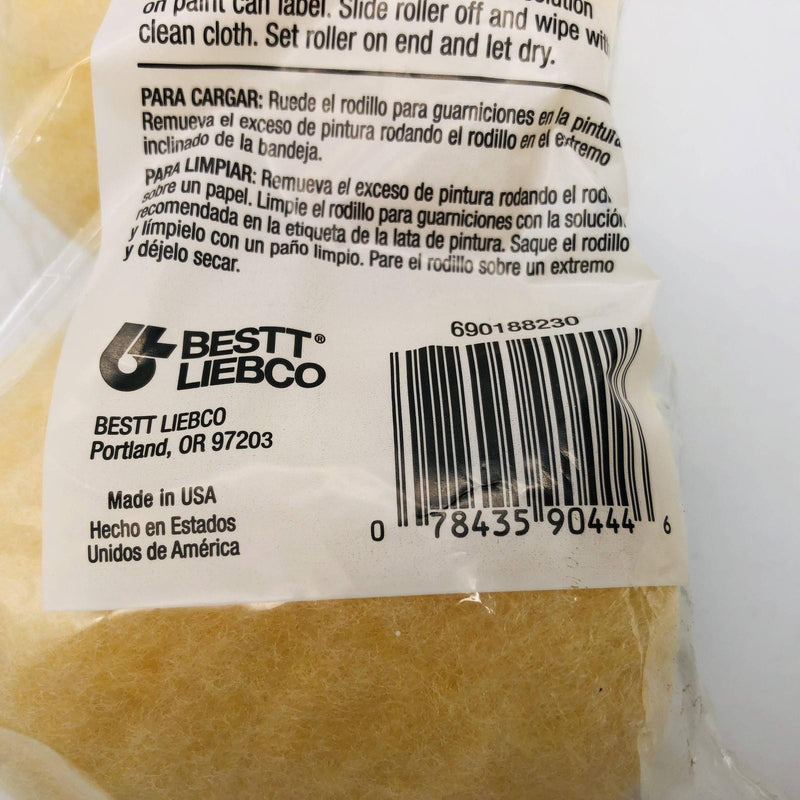 on paint can label. Slide roller off and wipe with
clean cloth. Set roller on end and let dry.
PARA CARGAR: Ruede el rodillo para guarniciones en la pintura
Remueva el exceso de pintura rodando el rodillo en el extremo
inclinado de la bandeja.
PARA LIMPIAR: Remueva el exceso de pintura rodando el
sobre un papel. Limpie el rodillo para guarniciones con la solución
recomendada en la etiqueta de la lata de pintura. Saque el rodillo
y límpielo con un paño limpio. Pare el rodillo sobre un extremo
y déjelo secar.
690188230
BESTT®
LIEBCO
BESTT LIEBCO
Portland, OR 97203
Made in USA
Hecho en Estados
Unidos de América
0 78435 90444 6